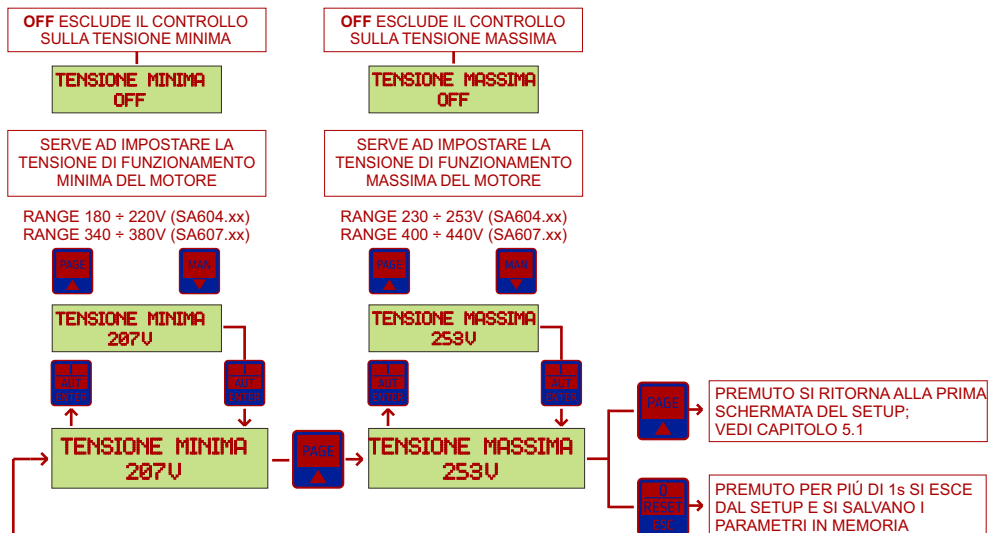 OFF ESCLUDE IL CONTROLLO
SULLA TENSIONE MINIMA
TENSIONE MINIMA
OFF
SERVE AD IMPOSTARE LA
TENSIONE DI FUNZIONAMENTO
MINIMA DEL MOTORE
RANGE 180 ÷ 220V (SA604.xx)
RANGE 340 ÷ 380V (SA607.xx)
PAGE
MAN
TENSIONE MINIMA
207V
I
AUT
ENTER
I
AUT
ENTER
TENSIONE MINIMA
207V
PAGE
OFF ESCLUDE IL CONTROLLO
SULLA TENSIONE MASSIMA
TENSIONE MASSIMA
OFF
SERVE AD IMPOSTARE LA
TENSIONE DI FUNZIONAMENTO
MASSIMA DEL MOTORE
RANGE 230 ÷ 253V (SA604.xx)
RANGE 400 ÷ 440V (SA607.xx)
PAGE
MAN
TENSIONE MASSIMA
253V
I
AUT
ENTER
I
AUT
ENTER
TENSIONE MASSIMA
253V
PAGE
PREMUTO SI RITORNA ALLA PRIMA
SCHERMATA DEL SETUP;
VEDI CAPITOLO 5.1
0
RESET
ESC
PREMUTO PER PIÚ DI 1s SI ESCE
DAL SETUP E SI SALVANO I
PARAMETRI IN MEMORIA